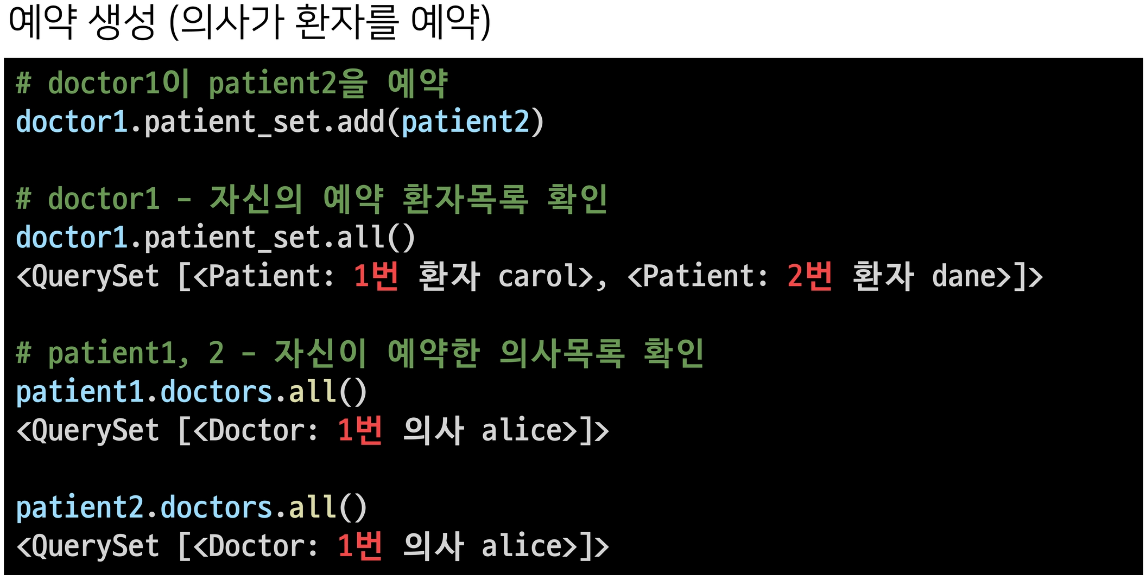 예약 생성 (의사가 환자를 예약)
# doctor1이 patient2을 예약
doctor1.patient_set.add(patient2)
# doctor1 - 자신의 예약 환자목록 확인
doctor1.patient_set.all()
<QuerySet [<Patient: 1번 환자 carol>, <Patient: 2번 환자 dane>]>
# patient1, 2 - 자신이 예약한 의사목록 확인
patient1.doctors.all()
<QuerySet [<Doctor: 1번 의사 alice>]>
patient2.doctors.all()
<QuerySet [<Doctor: 1번 의사 alice>]>